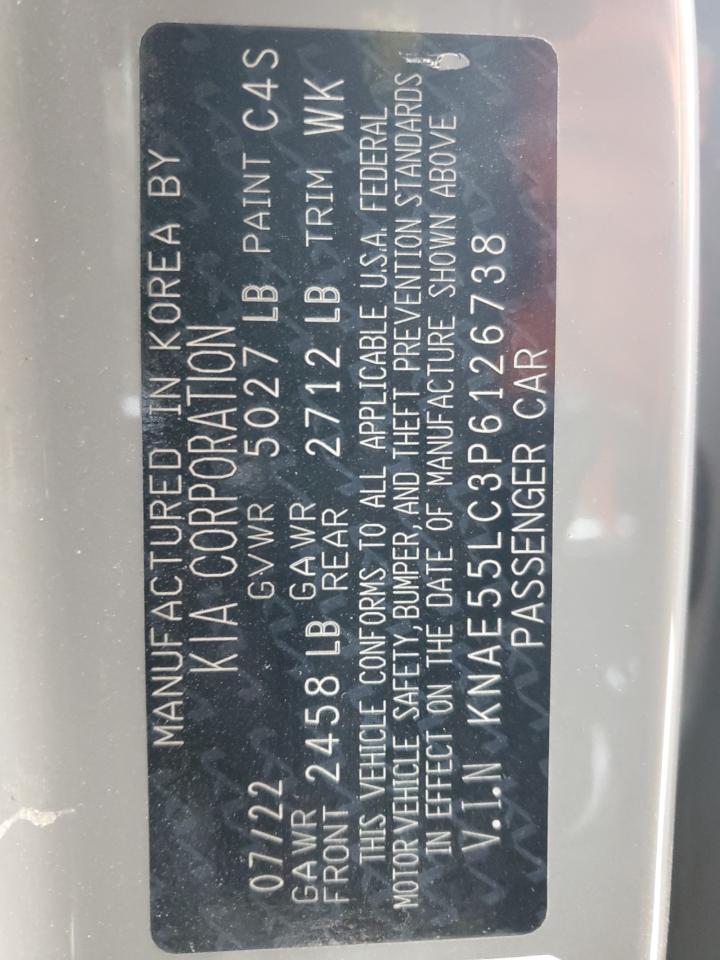 MANUFACTURED IN KOREA BY
KIA CORPORATION
07/22 GVWR 5027 LB PAINT C4S
GAWR FRONT 2458 LB GAWR REAR 2712 LB TRIM WK
THIS VEHICLE CONFORMS TO ALL APPLICABLE U.S.A. FEDERAL
MOTOR VEHICLE SAFETY, BUMPER, AND THEFT PREVENTION STANDARDS
IN EFFECT ON THE DATE OF MANUFACTURE SHOWN ABOVE
V.I.N KNAE55LC3P6126738
PASSENGER CAR